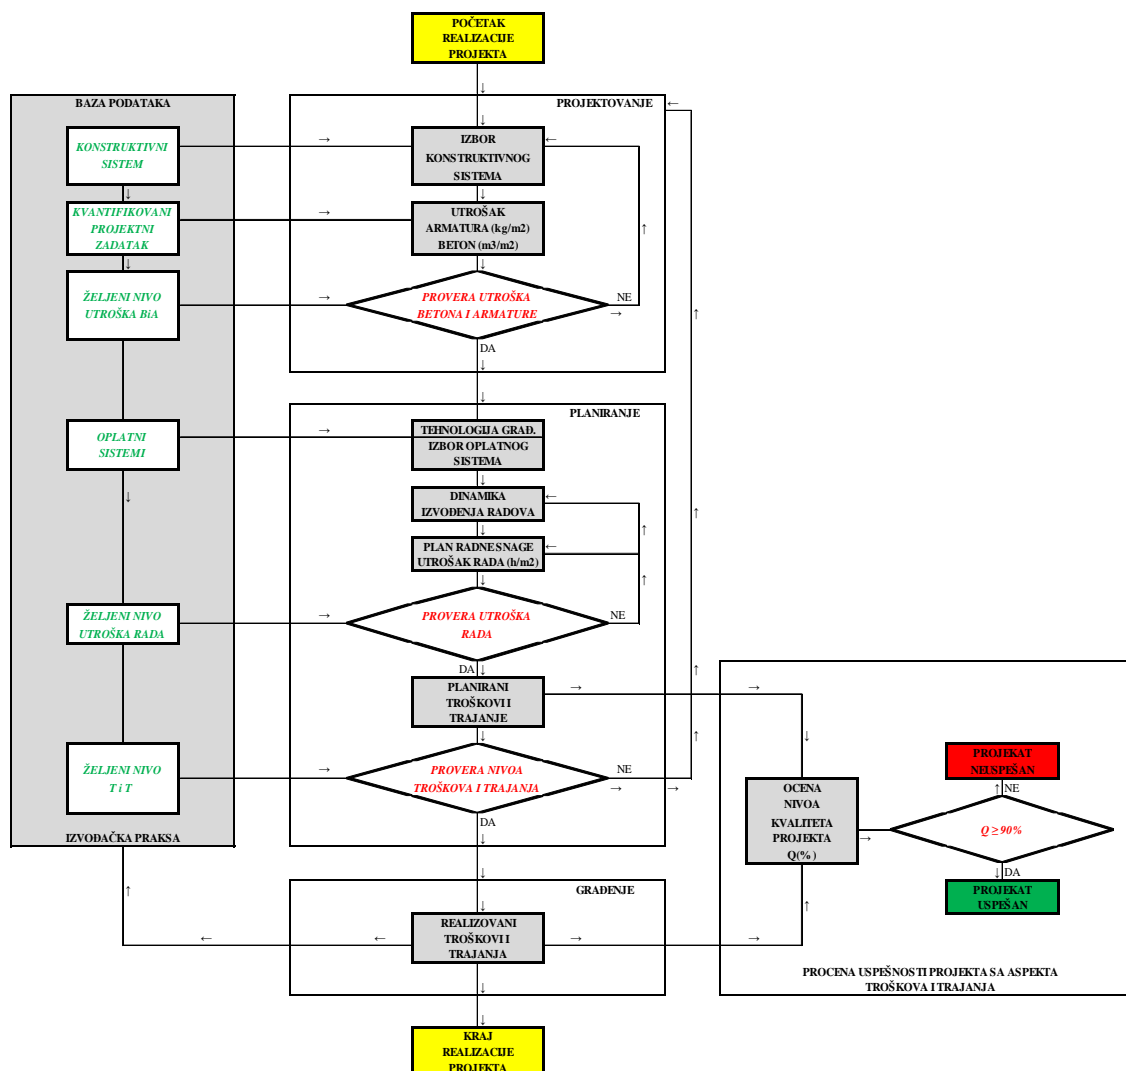 POČETAK
REALIZACIJE
PROJEKTA
BAZA PODATAKA
KONSTRUKTIVNI
SISTEM
KVANTIFIKOVANI
PROJEKTNI
ZADATAK
ŽELJENI NIVO
UTROŠKA BiA
OPLATNI
SISTEMI
ŽELJENI NIVO
UTROŠKA RADA
ŽELJENI NIVO
T i T
IZVOĐAČKA PRAKSA
PROJEKTOVANJE
IZBOR
KONSTRUKTIVNOG
SISTEMA
UTROŠAK
ARMATURA (kg/m2)
BETON (m3/m2)
PROVERA UTROŠKA
BETONA I ARMATURE
NE
DA
PLANIRANJE
TEHNOLOGIJA GRAĐ.
IZBOR OPLATNOG
SISTEMA
DINAMIKA
IZVOĐENJA RADOVA
PLAN RADNE SNAGE
UTROŠAK RADA (h/m2)
PROVERA UTROŠKA
RADA
NE
DA
PLANIRANI
TROŠKOVI I
TRAJANJE
PROVERA NIVOA
TROŠKOVA I TRAJANJA
NE
DA
GRAĐENJE
REALIZOVANI
TROŠKOVI I
TRAJANJA
KRAJ
REALIZACIJE
PROJEKTA
OCENA
NIVOA
KVALITETA
PROJEKTA
Q(%)
PROJEKAT
NEUSPEŠAN
NE
Q ≥ 90%
DA
PROJEKAT
USPEŠAN
PROCENA USPEŠNOSTI PROJEKTA SA ASPEKTA
TROŠKOVA I TRAJANJA